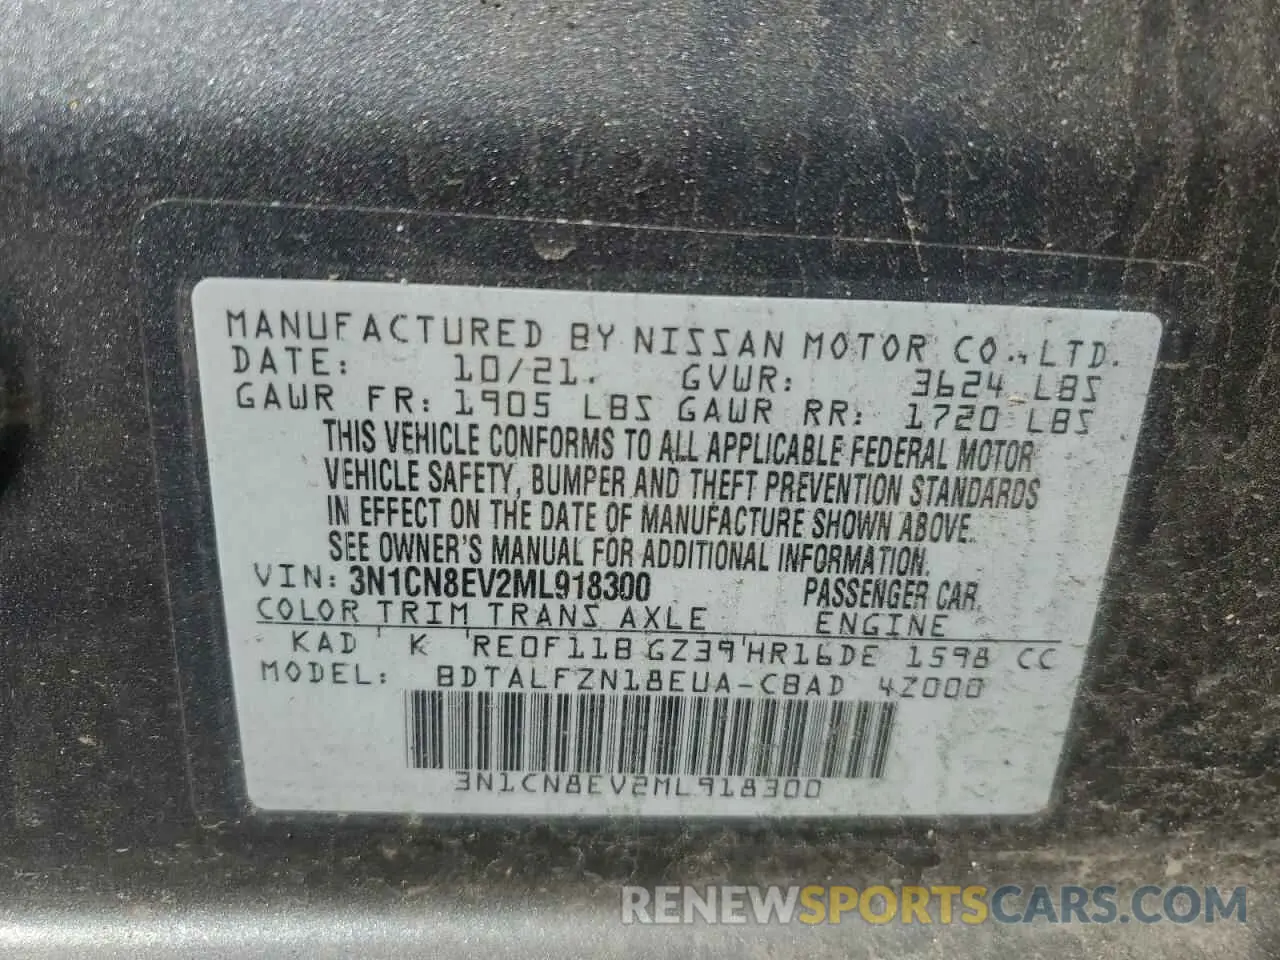 MANUFACTURED BY NISSAN MOTOR CO., LTD.
DATE: 10/21. GVWR: 3624 LBS
GAWR FR: 1905 LBS GAWR RR: 1720 LBS
THIS VEHICLE CONFORMS TO ALL APPLICABLE FEDERAL MOTOR
VEHICLE SAFETY, BUMPER AND THEFT PREVENTION STANDARDS
IN EFFECT ON THE DATE OF MANUFACTURE SHOWN ABOVE.
SEE OWNER'S MANUAL FOR ADDITIONAL INFORMATION.
VIN: 3N1CN8EV2ML918300 PASSENGER CAR.
COLOR TRIM TRANS AXLE ENGINE
KAD ' K 'RE0F11B GZ39'HR16DE 1598 CC
MODEL: BDTALFZN18EUA-CBAD 4Z000
3N1CN8EV2ML918300
RENEWSPORTSCARS.COM